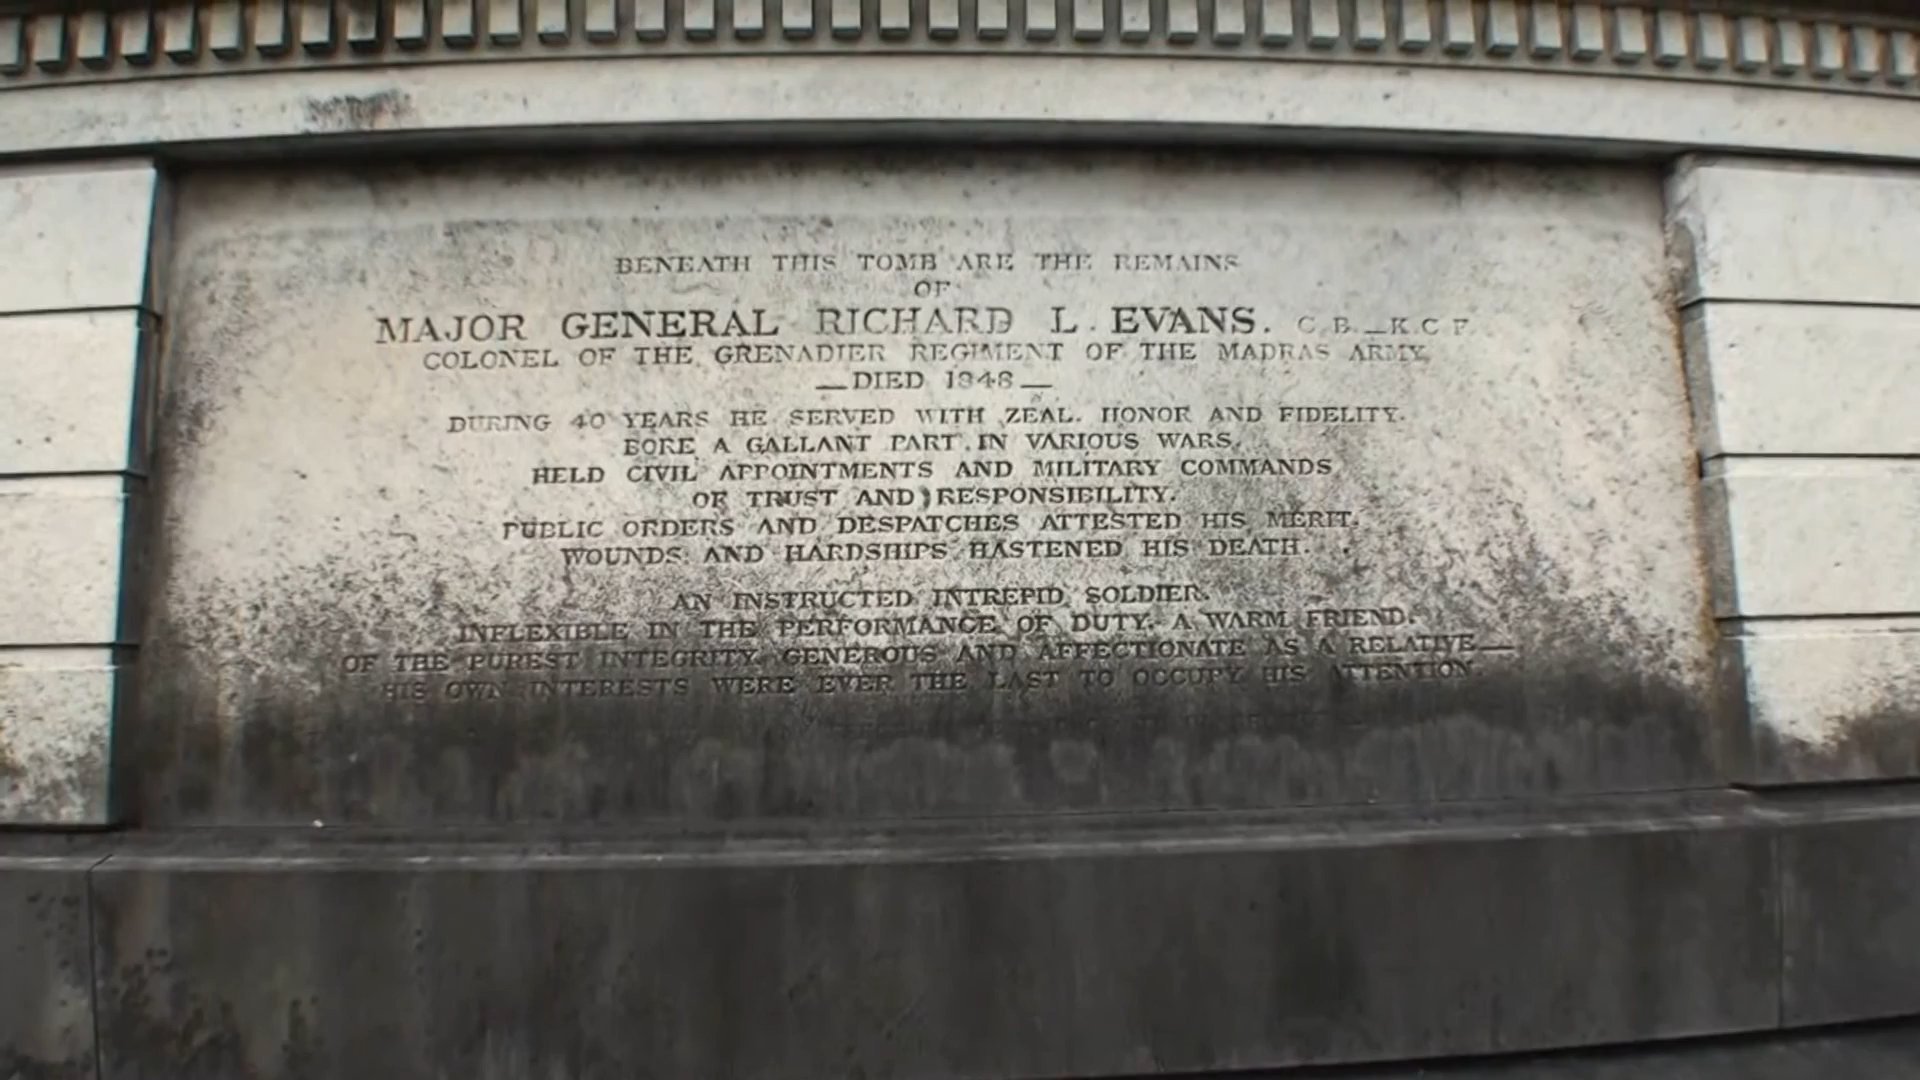 BENEATH THIS TOMB ARE THE REMAINS
OF
MAJOR GENERAL RICHARD L. EVANS. C.B._K.C.F.
COLONEL OF THE GRENADIER REGIMENT OF THE MADRAS ARMY,
_DIED 1848_
DURING 40 YEARS HE SERVED WITH ZEAL. HONOR AND FIDELITY.
BORE A GALLANT PART IN VARIOUS WARS.
HELD CIVIL APPOINTMENTS AND MILITARY COMMANDS
OF TRUST AND RESPONSIBILITY.
PUBLIC ORDERS AND DESPATCHES ATTESTED HIS MERIT.
WOUNDS AND HARDSHIPS HASTENED HIS DEATH.
AN INSTRUCTED INTREPID SOLDIER.
INFLEXIBLE IN THE PERFORMANCE OF DUTY. A WARM FRIEND.
OF THE PUREST INTEGRITY. GENEROUS AND AFFECTIONATE AS A RELATIVE_
HIS OWN INTERESTS WERE EVER THE LAST TO OCCUPY HIS ATTENTION.